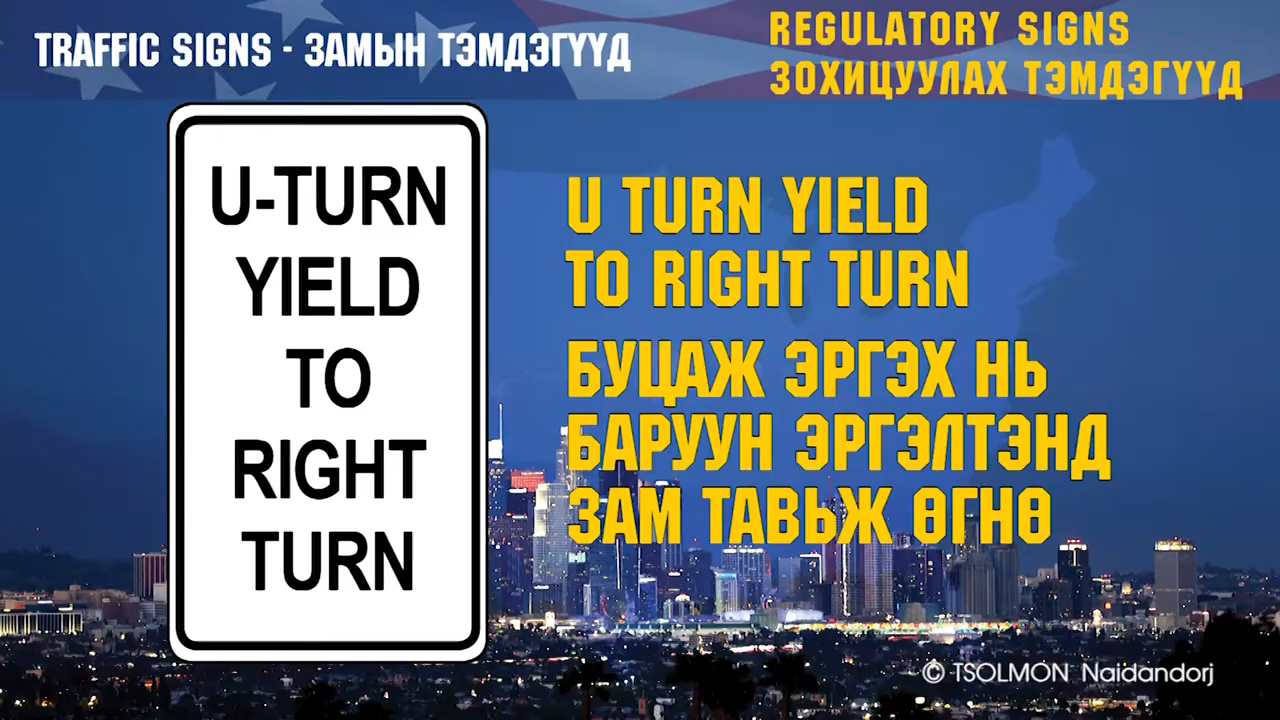 TRAFFIC SIGNS - ЗАМЫН ТЭМДЭГҮҮД
REGULATORY SIGNS
ЗОХИЦУУЛАХ ТЭМДЭГҮҮД
U-TURN
YIELD
TO
RIGHT
TURN
U TURN YIELD
TO RIGHT TURN
БУЦАЖ ЭРГЭХ НЬ
БАРУУН ЭРГЭЛТЭНД
ЗАМ ТАВЬЖ ӨГНӨ
© TSOLMON Naidandorj